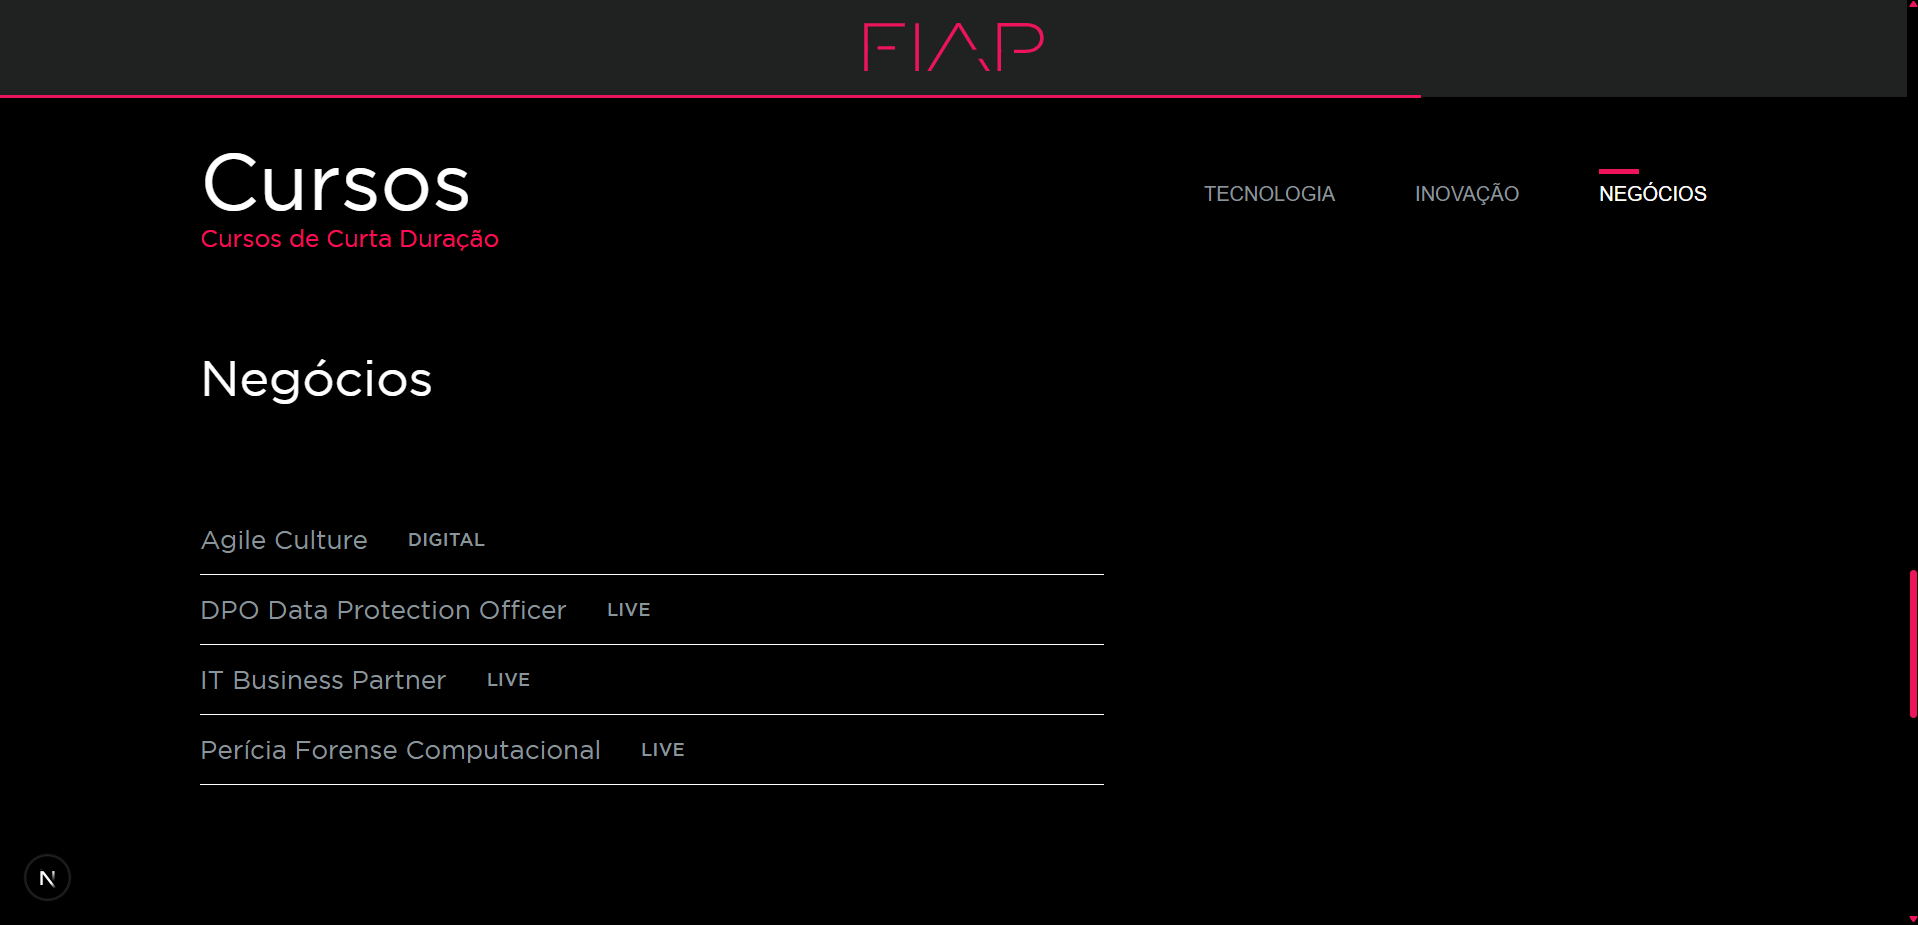 FIAP
Cursos
Cursos de Curta Duração
TECNOLOGIA
INOVAÇÃO
NEGÓCIOS
Negócios
Agile Culture DIGITAL
DPO Data Protection Officer LIVE
IT Business Partner LIVE
Perícia Forense Computacional LIVE
N